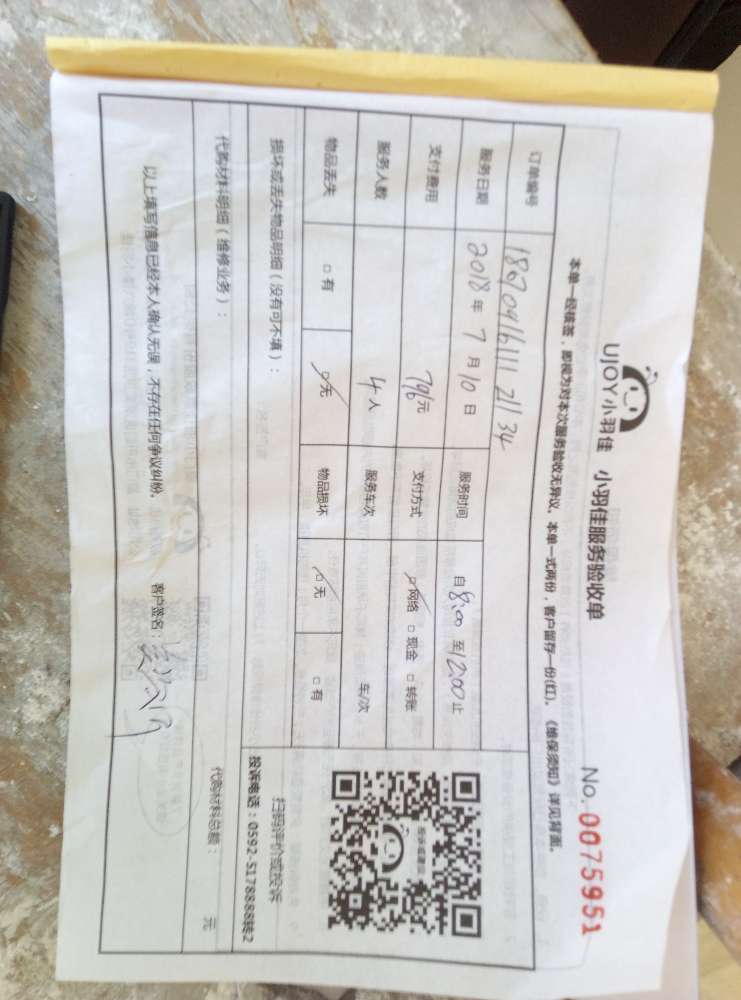 UJOY小羽佳 小羽佳服务验收单 No. 0075951
本单一经核签，即视为对本次服务验收无异议。本单一式两份，客户留存一份(红)。《维保须知》详见背面。
订单编号 18070916111 2134
服务日期 2018年 7月 10日 服务时间 自8:00至12:00止
支付费用 796元 支付方式 □网络 □现金 □转账
服务人数 4人 服务车次 车/次
物品丢失 □有 □无 物品损坏 □无 □有
扫码评价或投诉
投诉电话：0592-5178888转2
损坏或丢失物品明细（没有可不填）：
代购材料明细（维修业务）： 代购材料总额： 元
以上填写信息已经本人确认无误，不存在任何争议纠纷。
客户签名：